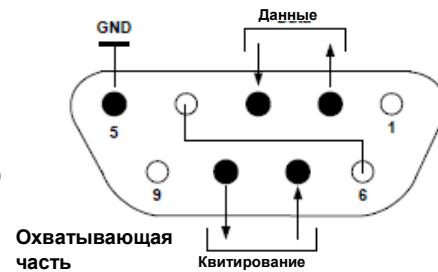 Данные
GND
5
1
9
6
Охватывающая
часть
Квитирование